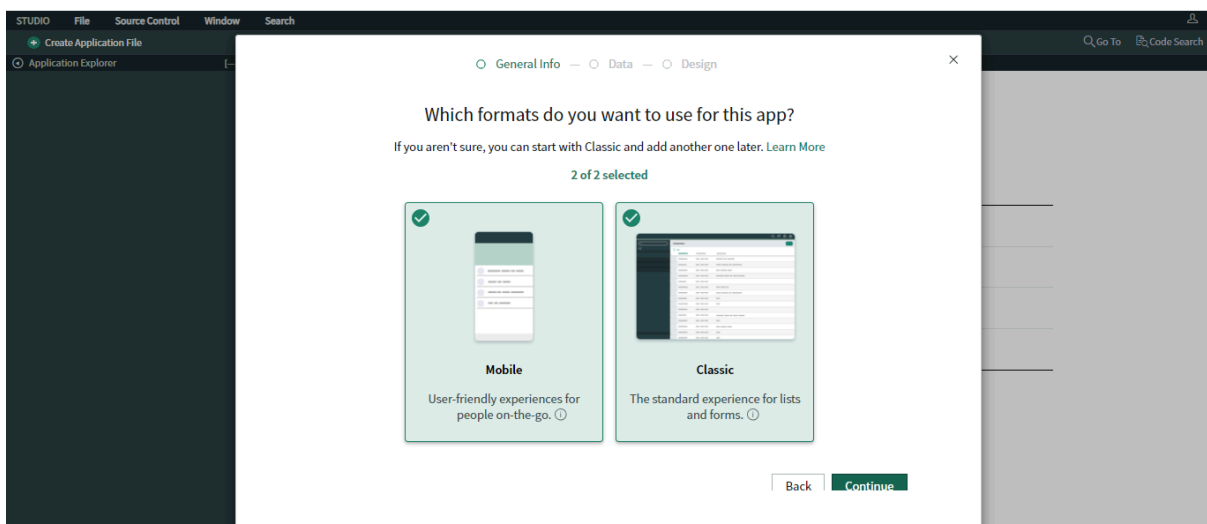 STUDIO File Source Control Window Search
Create Application File
Go To Code Search
Application Explorer
General Info — Data — Design
Which formats do you want to use for this app?
If you aren't sure, you can start with Classic and add another one later. Learn More
2 of 2 selected
Mobile
User-friendly experiences for
people on-the-go.
Classic
The standard experience for lists
and forms.
Back Continue